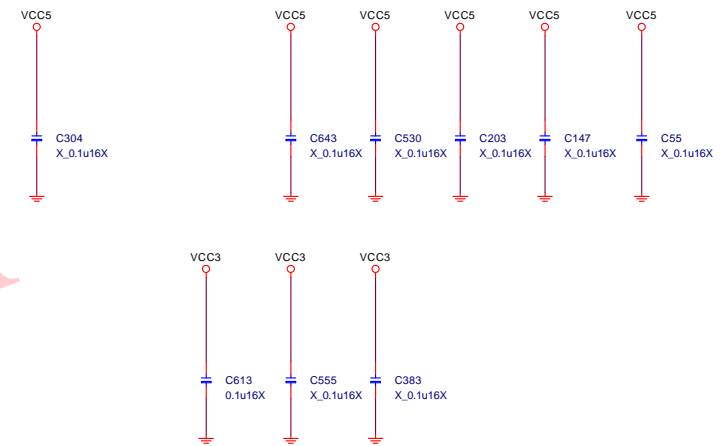 VCC5 VCC5 VCC5 VCC5 VCC5 VCC5
C304 C643 C530 C203 C147 C55
X_0.1u16X X_0.1u16X X_0.1u16X X_0.1u16X X_0.1u16X X_0.1u16X
VCC3 VCC3 VCC3
C613 C555 C383
0.1u16X X_0.1u16X X_0.1u16X